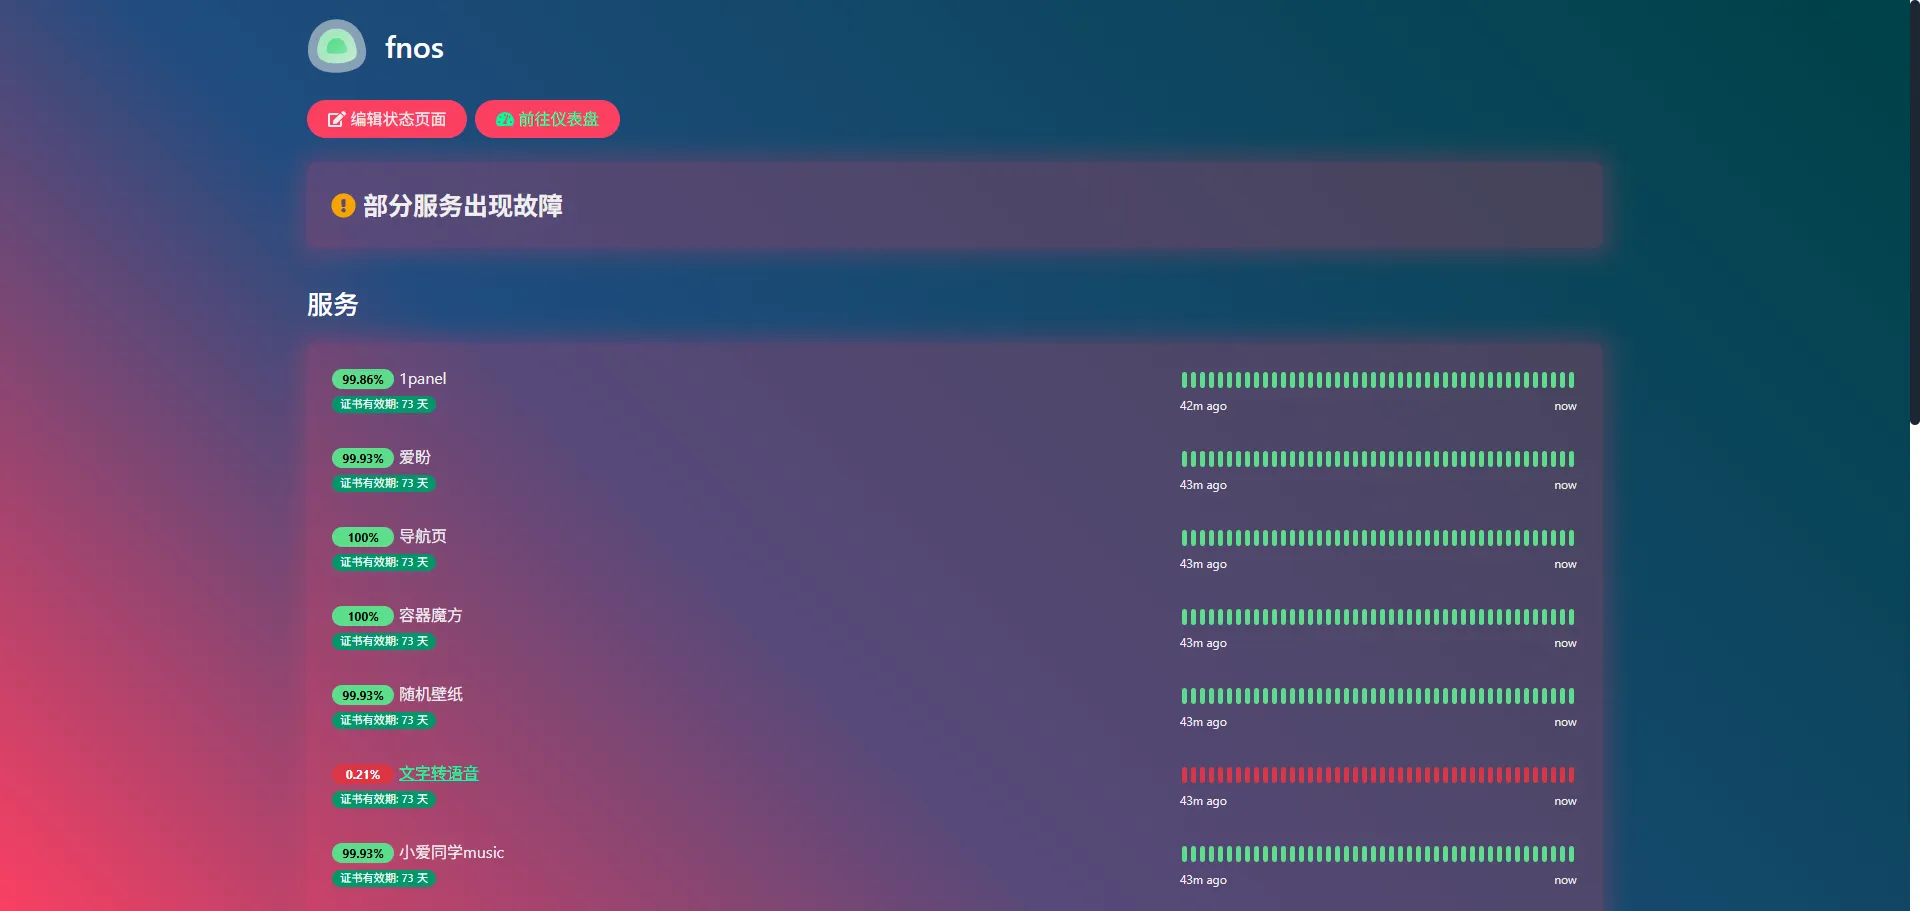 fnos
编辑状态页面 前往仪表盘
部分服务出现故障
服务
99.86% 1panel
证书有效期: 73 天
42m ago now
99.93% 爱盼
证书有效期: 73 天
43m ago now
100% 导航页
证书有效期: 73 天
43m ago now
100% 容器魔方
证书有效期: 73 天
43m ago now
99.93% 随机壁纸
证书有效期: 73 天
43m ago now
0.21% 文字转语音
证书有效期: 73 天
43m ago now
99.93% 小爱同学music
证书有效期: 73 天
43m ago now